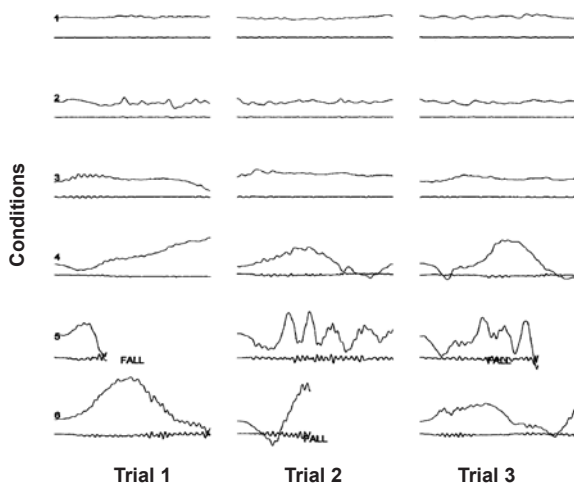 Conditions
1
2
3
4
5
FALL
FALL
6
FALL
Trial 1
Trial 2
Trial 3